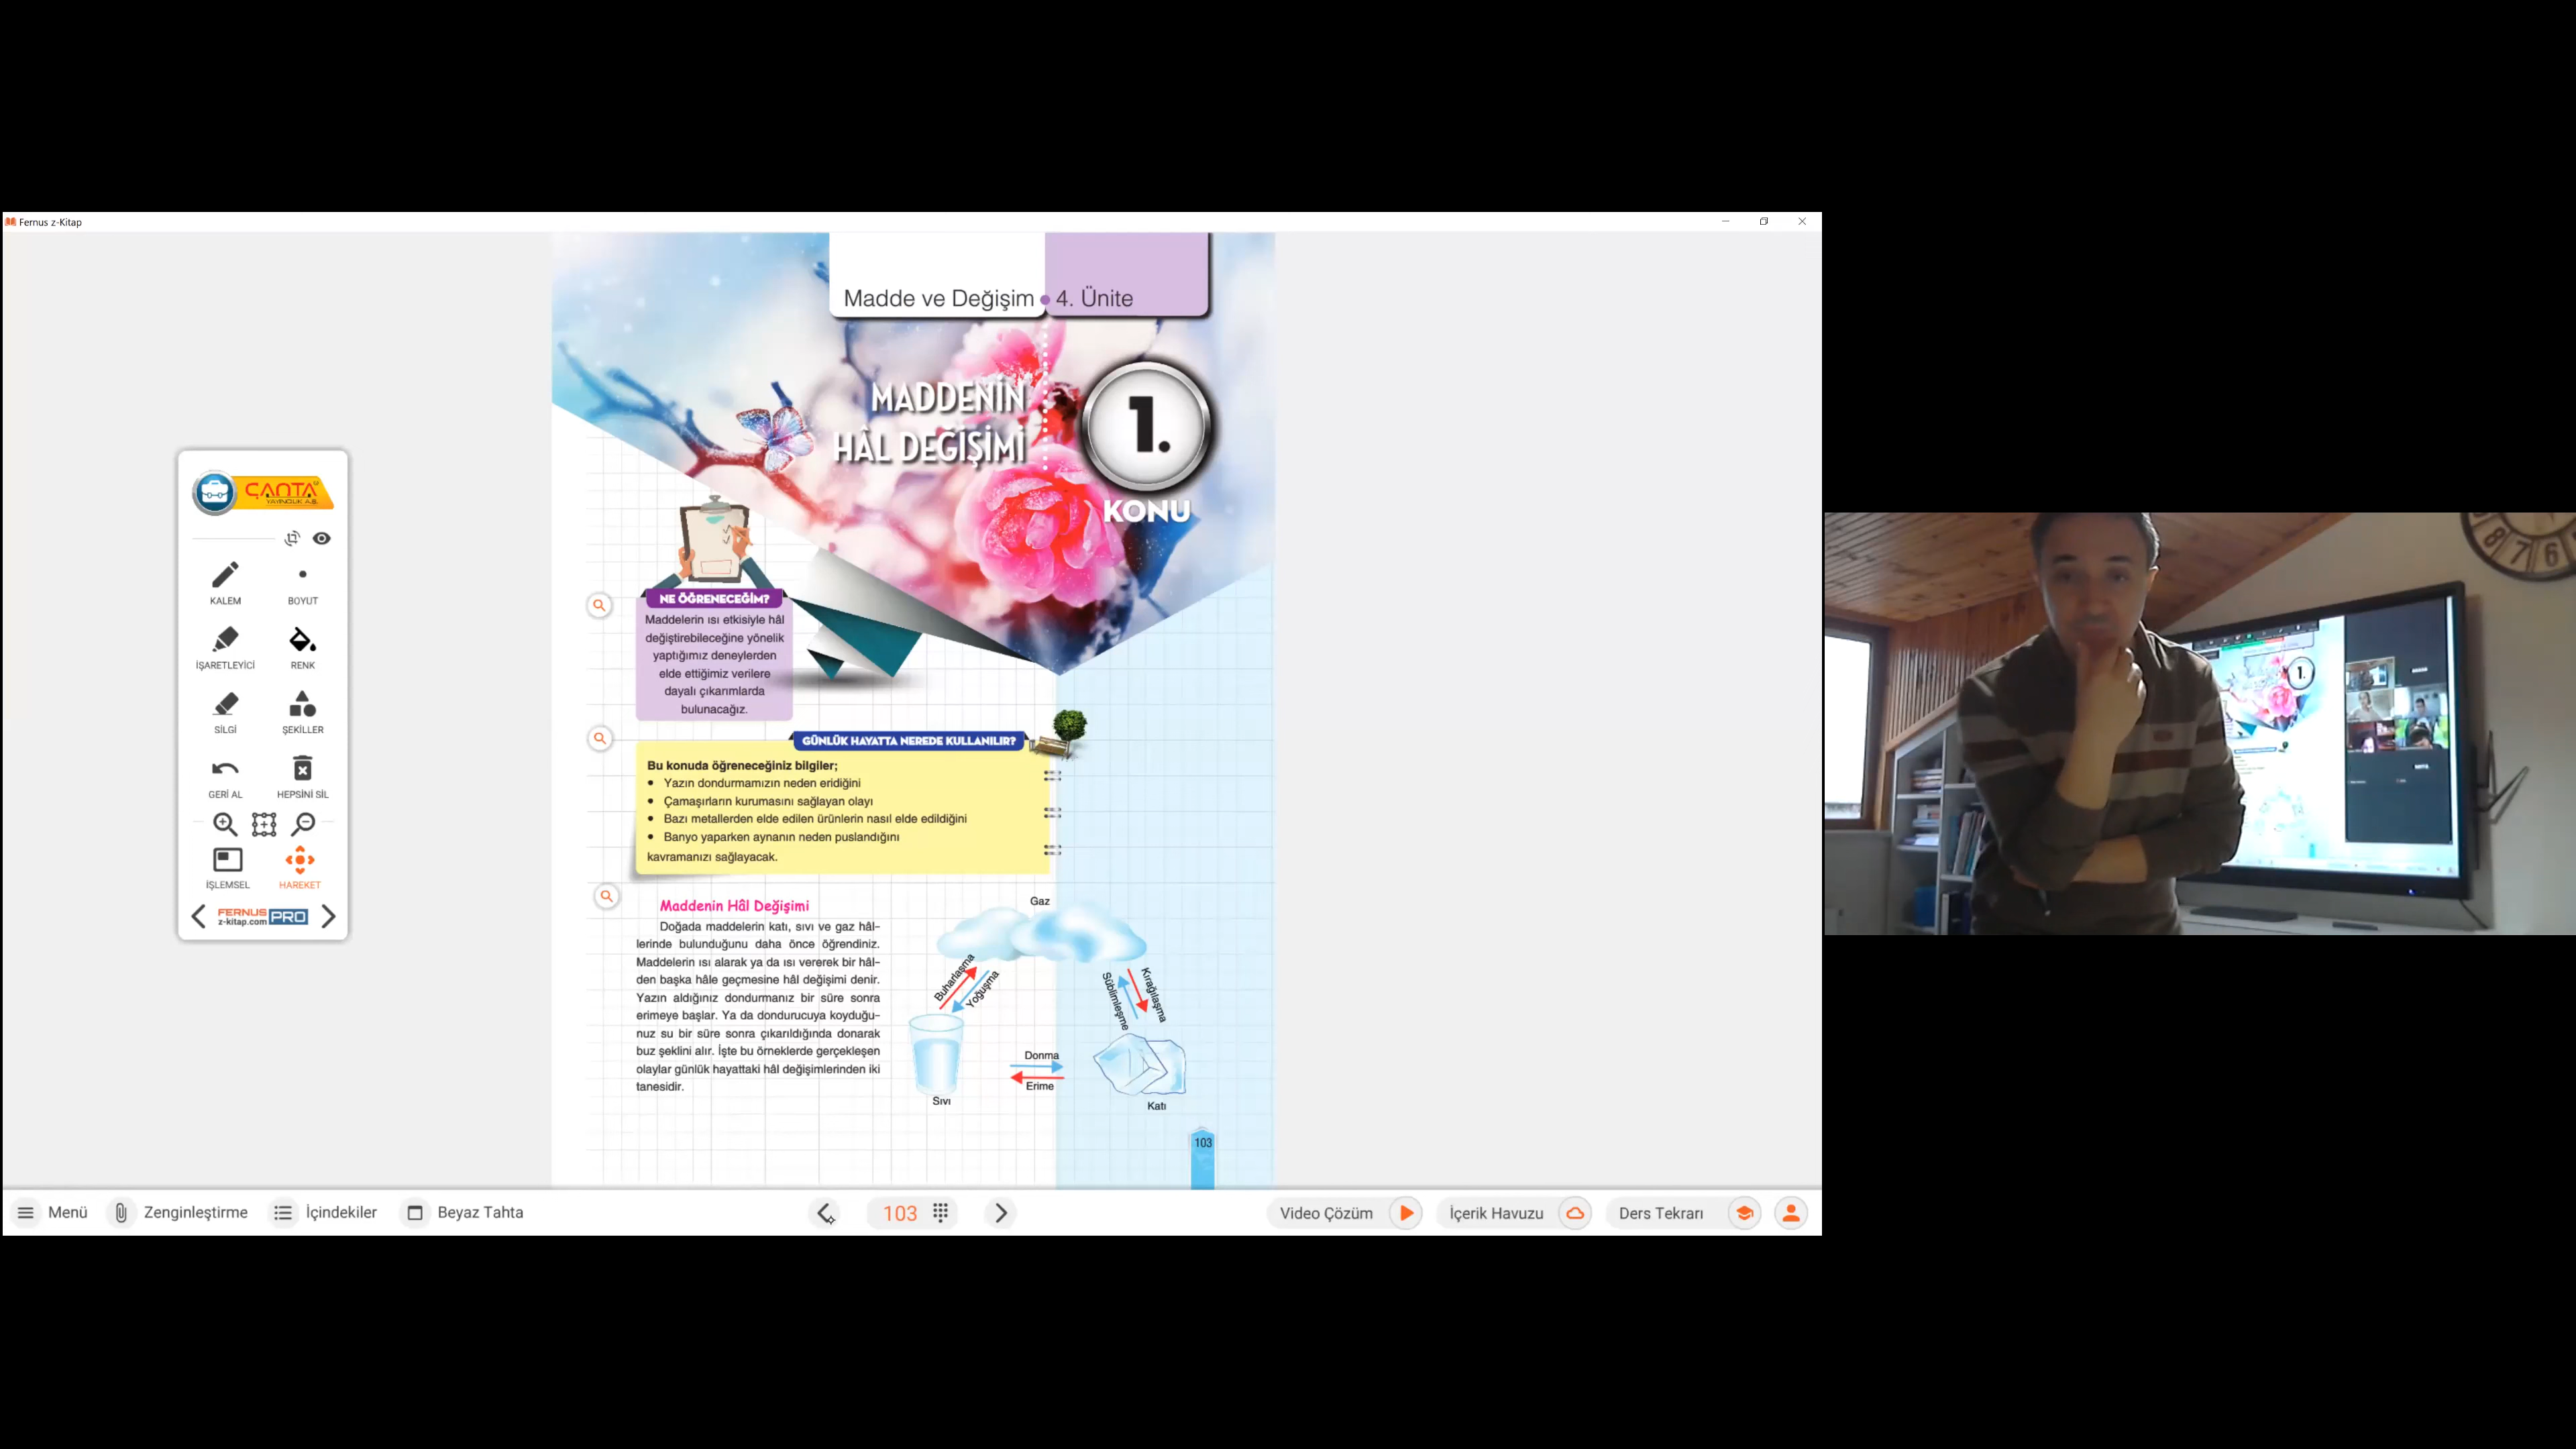 Fernus z-Kitap
Madde ve Değişim • 4. Ünite
MADDENİN
HÂL DEĞİŞİMİ
1.
KONU
ÇANTA
YAYINCILIK A.Ş.
KALEM
BOYUT
İŞARETLEYİCİ
RENK
SİLGİ
ŞEKİLLER
GERİ AL
HEPSİNİ SİL
İŞLEMSEL
HAREKET
FERNUS
z-kitap.com
PRO
NE ÖĞRENECEĞİM?
Maddelerin ısı etkisiyle hâl
değiştirebileceğine yönelik
yaptığımız deneylerden
elde ettiğimiz verilere
dayalı çıkarımlarda
bulunacağız.
GÜNLÜK HAYATTA NEREDE KULLANILIR?
Bu konuda öğreneceğiniz bilgiler;
• Yazın dondurmamızın neden eridiğini
• Çamaşırların kurumasını sağlayan olayı
• Bazı metallerden elde edilen ürünlerin nasıl elde edildiğini
• Banyo yaparken aynanın neden puslandığını
kavramanızı sağlayacak.
Maddenin Hâl Değişimi
Doğada maddelerin katı, sıvı ve gaz hâl-
lerinde bulunduğunu daha önce öğrendiniz.
Maddelerin ısı alarak ya da ısı vererek bir hâl-
den başka hâle geçmesine hâl değişimi denir.
Yazın aldığınız dondurmanız bir süre sonra
erimeye başlar. Ya da dondurucuya koyduğu-
nuz su bir süre sonra çıkarıldığında donarak
buz şeklini alır. İşte bu örneklerde gerçekleşen
olaylar günlük hayattaki hâl değişimlerinden iki
tanesidir.
Gaz
Buharlaşma
Yoğuşma
Süblimleşme
Kırağılaşma
Donma
Erime
Sıvı
Katı
103
Menü
Zenginleştirme
İçindekiler
Beyaz Tahta
103
Video Çözüm
İçerik Havuzu
Ders Tekrarı
8 7 6
1.